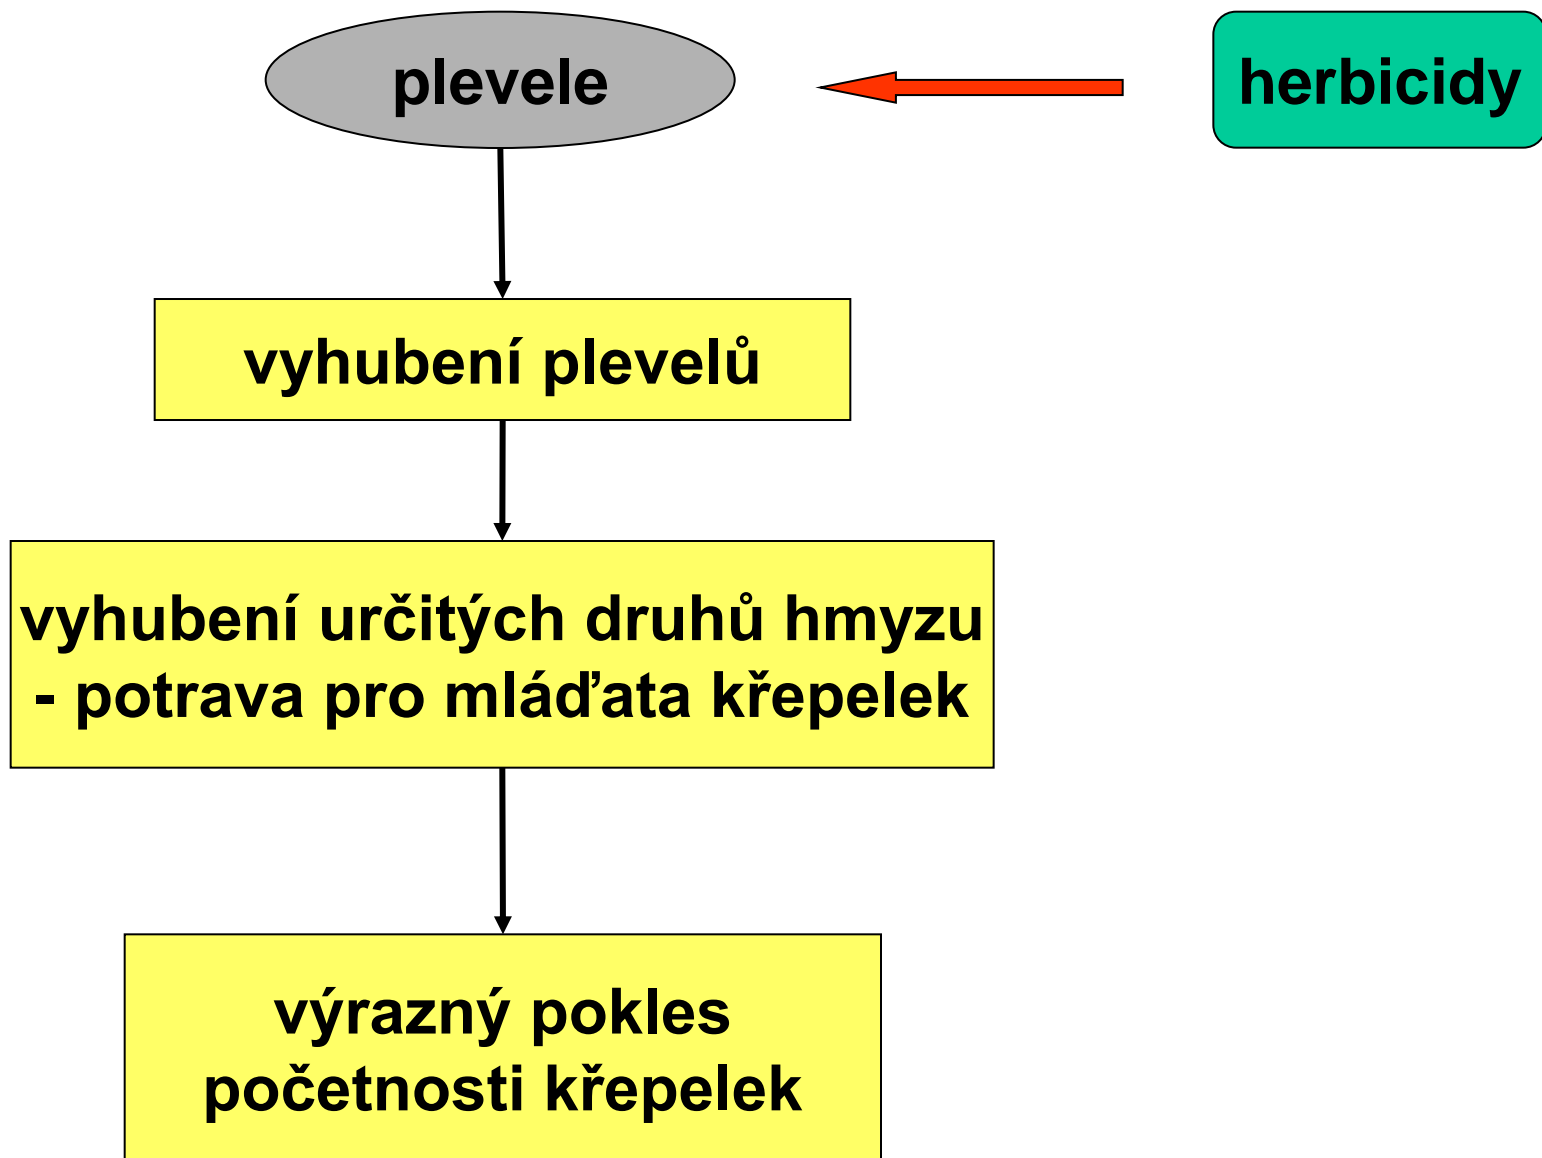 plevele
herbicidy
vyhubení plevelů
vyhubení určitých druhů hmyzu
- potrava pro mláďata křepelek
výrazný pokles
početnosti křepelek